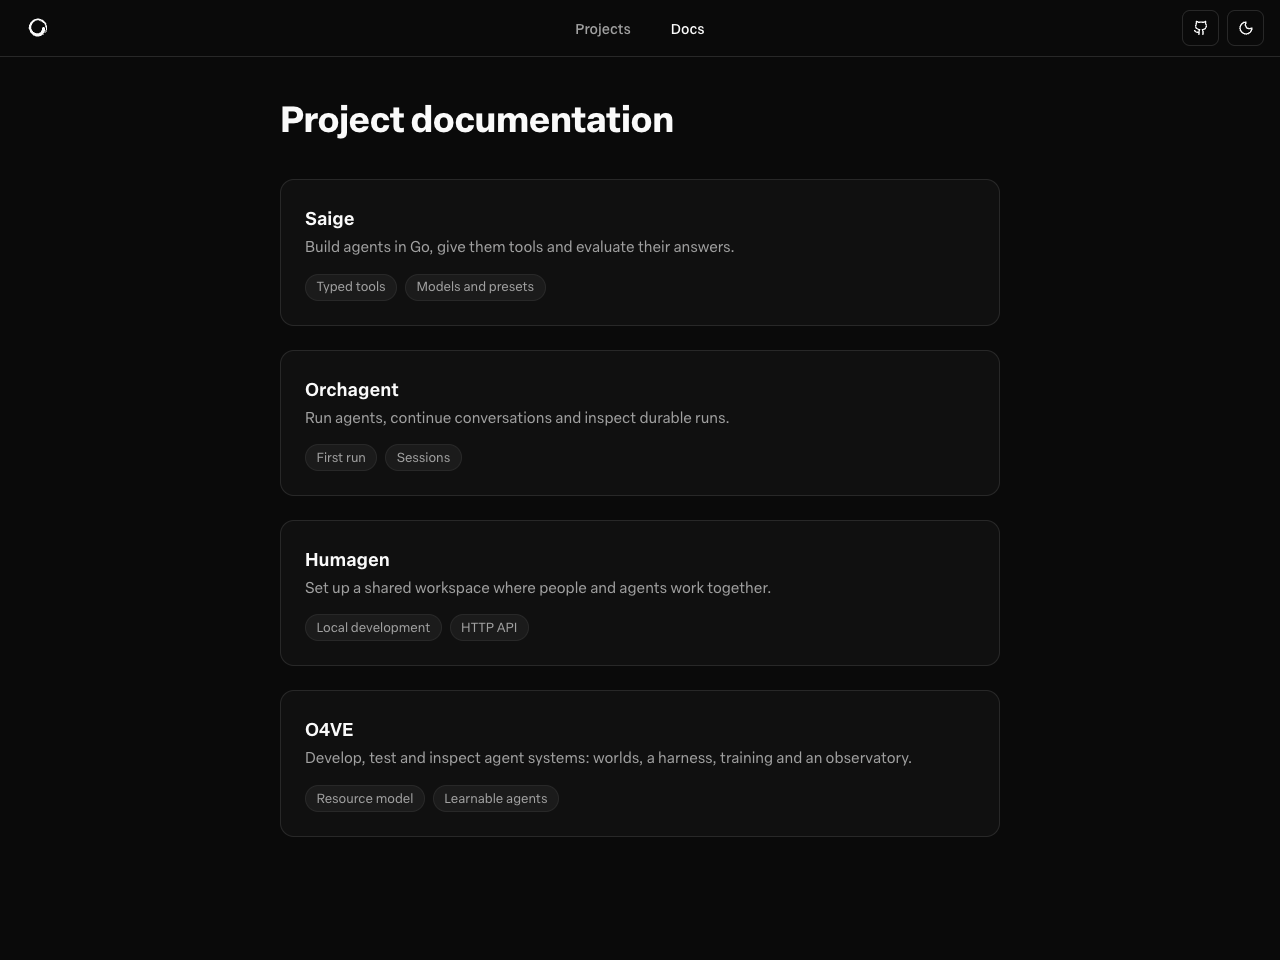 Projects
Docs
Project documentation
Saige
Build agents in Go, give them tools and evaluate their answers.
Typed tools
Models and presets
Orchagent
Run agents, continue conversations and inspect durable runs.
First run
Sessions
Humagen
Set up a shared workspace where people and agents work together.
Local development
HTTP API
O4VE
Develop, test and inspect agent systems: worlds, a harness, training and an observatory.
Resource model
Learnable agents